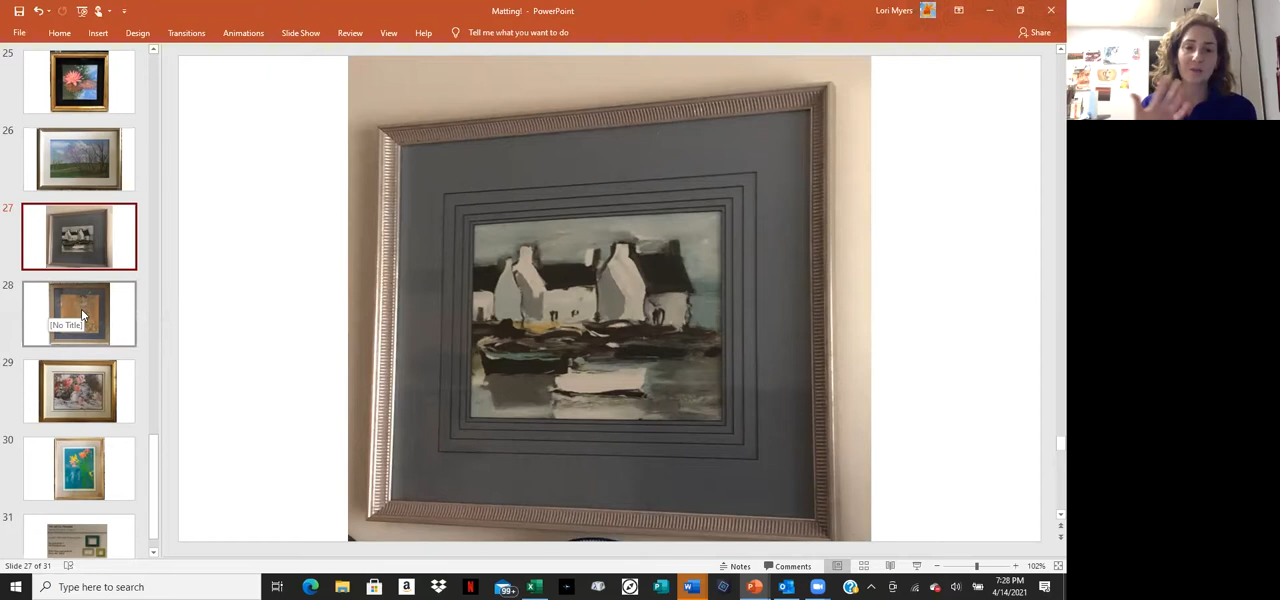 Matting! - PowerPoint
Lori Myers
File Home Insert Design Transitions Animations Slide Show Review View Help Tell me what you want to do
Share
25
26
27
28
[No Title]
29
30
31
Slide 27 of 31
Notes Comments
102%
Type here to search
99+
7:28 PM
4/14/2021